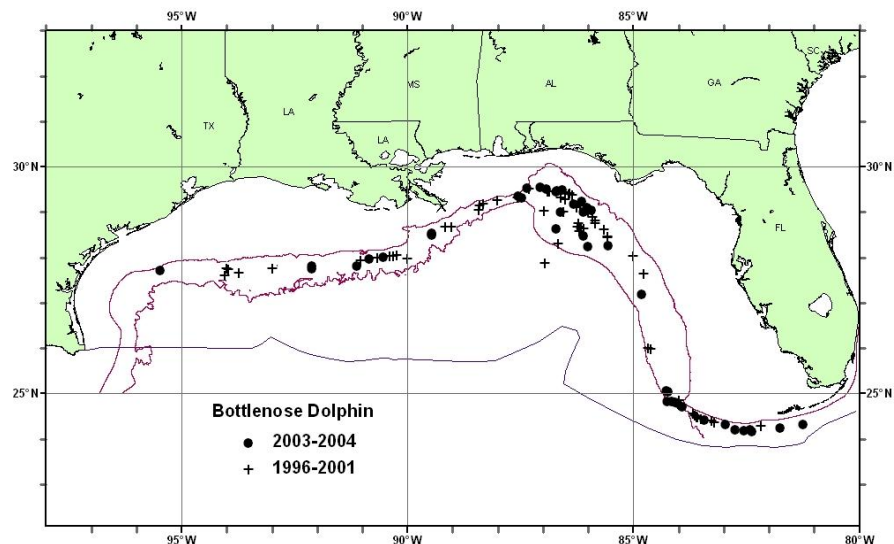 95°W 90°W 85°W
SC
MS AL GA
LA
TX
LA
30°N 30°N
FL
25°N 25°N
Bottlenose Dolphin
2003-2004
1996-2001
95°W 90°W 85°W 80°W